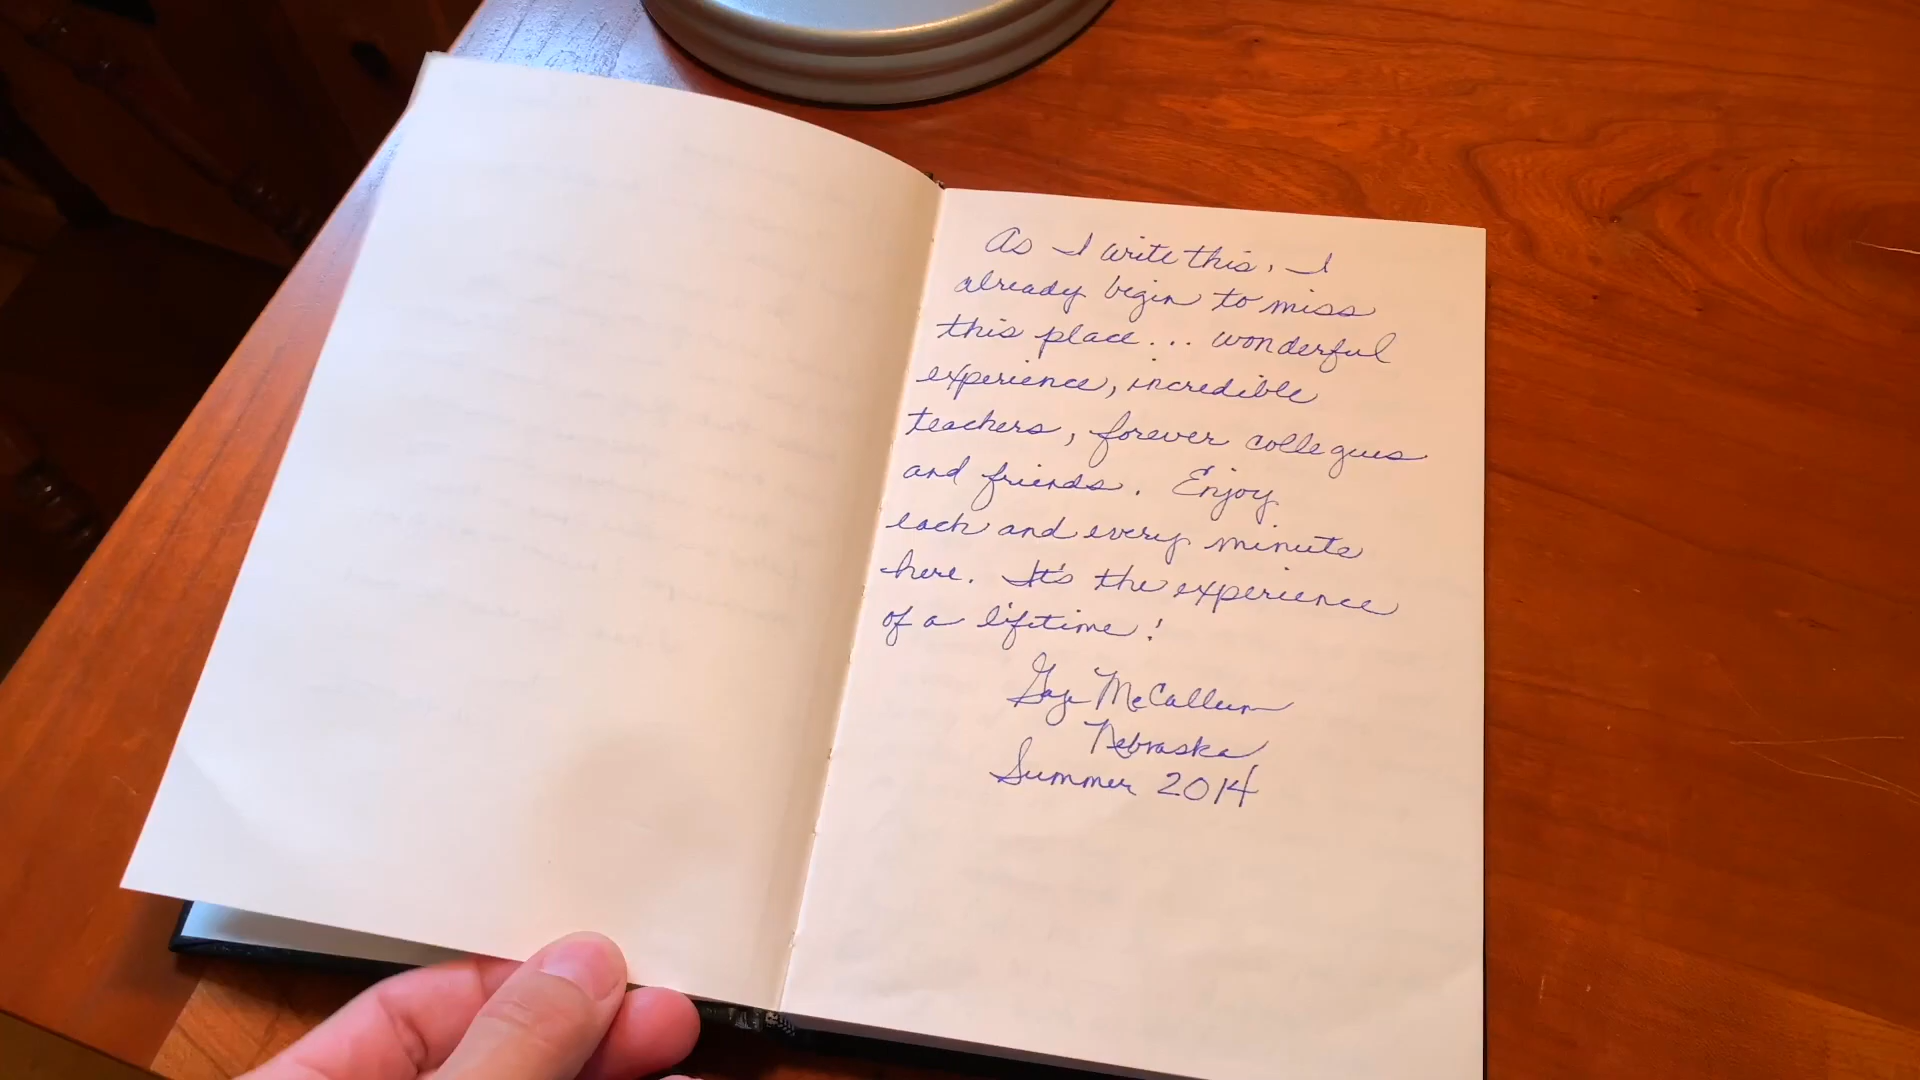 As I write this, I
already begin to miss
this place... wonderful
experience, incredible
teachers, forever collegues
and friends. Enjoy
each and every minute
here. It's the experience
of a lifetime!
Gaye McCallum
Nebraska
Summer 2014